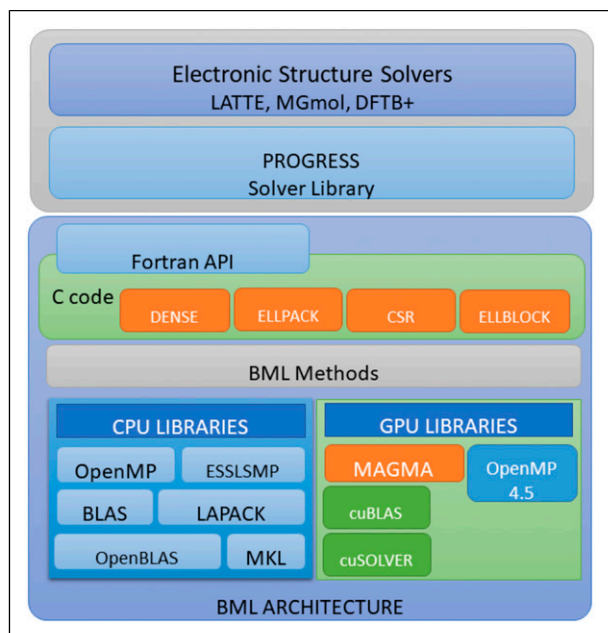 Electronic Structure Solvers
LATTE, MGmol, DFTB+
PROGRESS
Solver Library
Fortran API
C code
DENSE
ELLPACK
CSR
ELLBLOCK
BML Methods
CPU LIBRARIES
OpenMP
ESSLSMP
BLAS
LAPACK
OpenBLAS
MKL
GPU LIBRARIES
MAGMA
OpenMP
4.5
cuBLAS
cuSOLVER
BML ARCHITECTURE